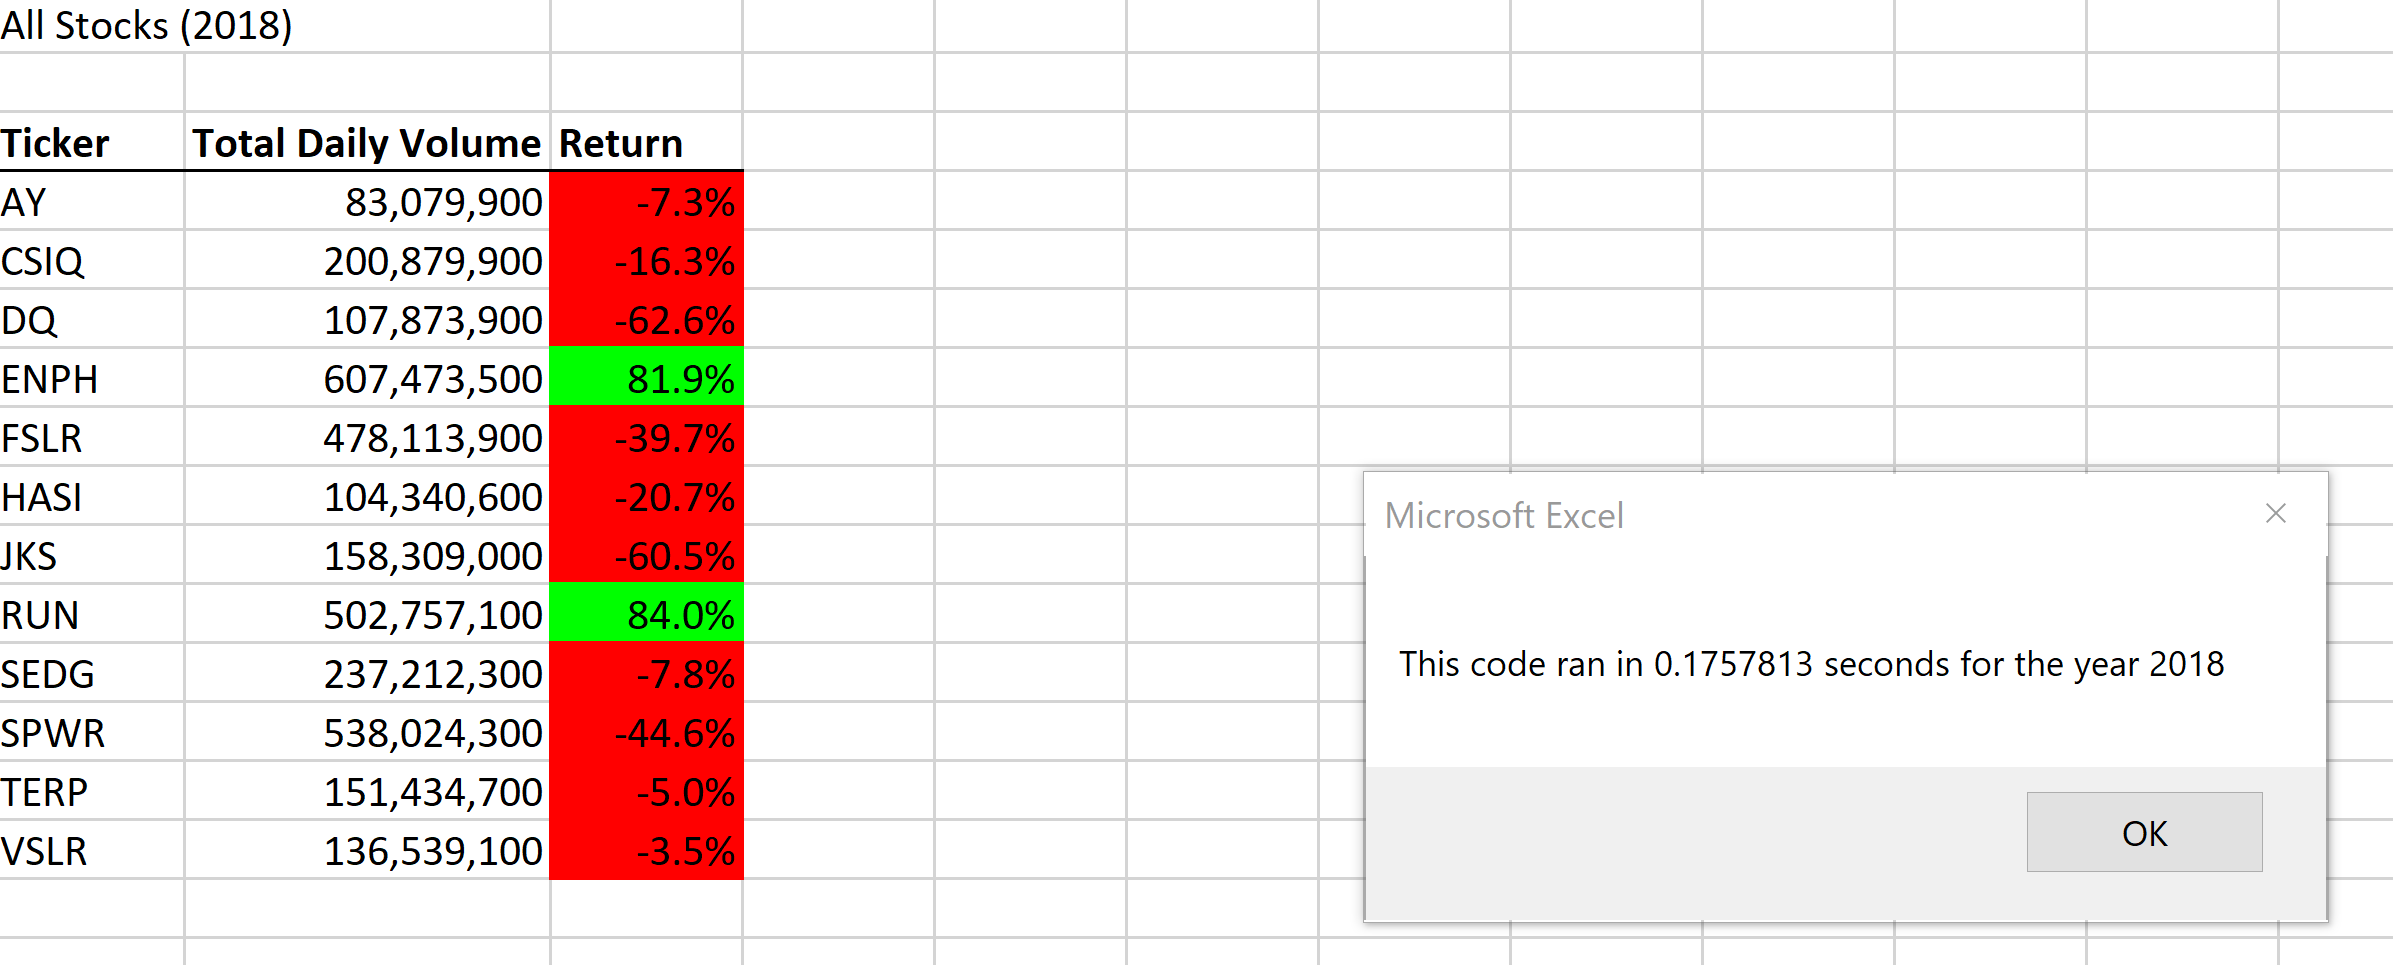 All Stocks (2018)
Ticker Total Daily Volume Return
AY 83,079,900 -7.3%
CSIQ 200,879,900 -16.3%
DQ 107,873,900 -62.6%
ENPH 607,473,500 81.9%
FSLR 478,113,900 -39.7%
HASI 104,340,600 -20.7%
JKS 158,309,000 -60.5%
RUN 502,757,100 84.0%
SEDG 237,212,300 -7.8%
SPWR 538,024,300 -44.6%
TERP 151,434,700 -5.0%
VSLR 136,539,100 -3.5%
Microsoft Excel
This code ran in 0.1757813 seconds for the year 2018
OK